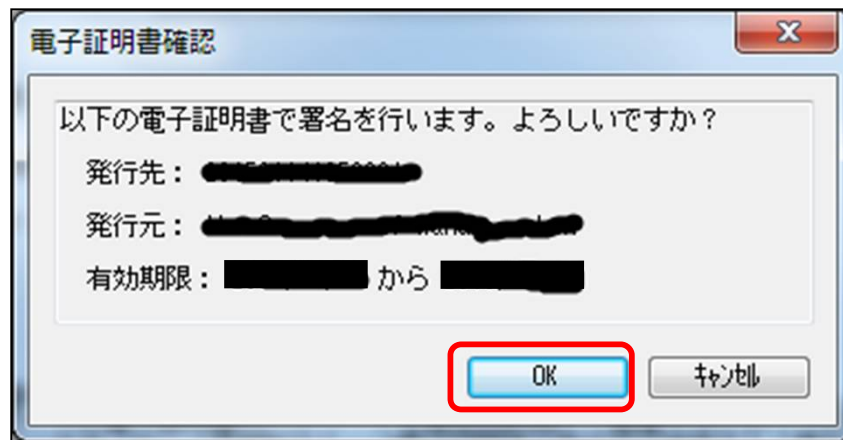 電子証明書確認
以下の電子証明書で署名を行います。よろしいですか？
発行先：
発行元：
有効期限： から
OK キャンセル